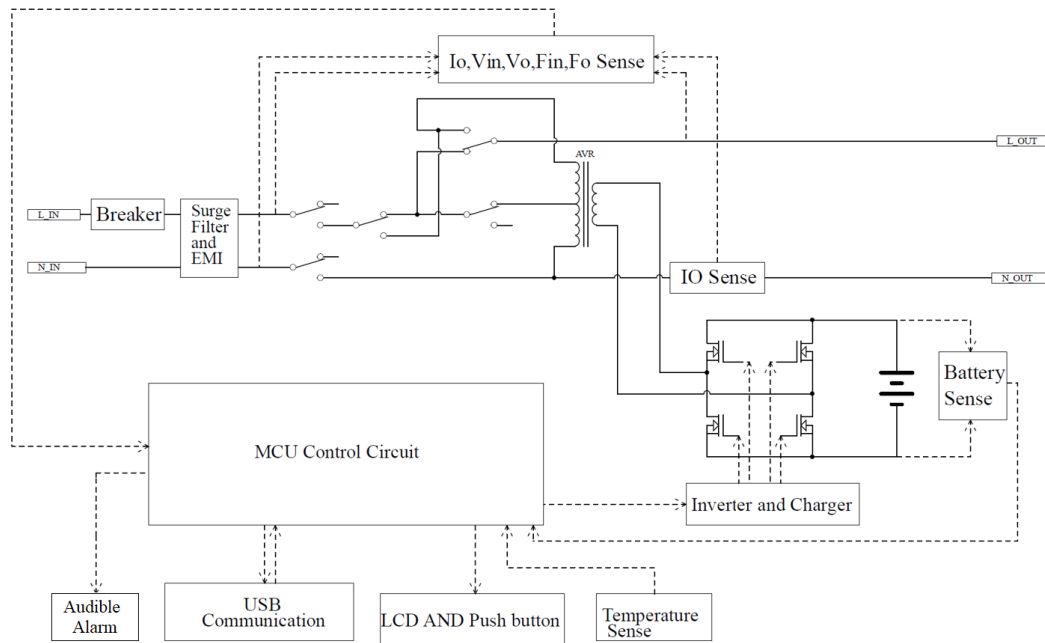 Io,Vin,Vo,Fin,Fo Sense
AVR
L_OUT
L_IN
Breaker
Surge
Filter
and
EMI
N_IN
IO Sense
N_OUT
Battery
Sense
MCU Control Circuit
Inverter and Charger
Audible
Alarm
USB
Communication
LCD AND Push button
Temperature
Sense